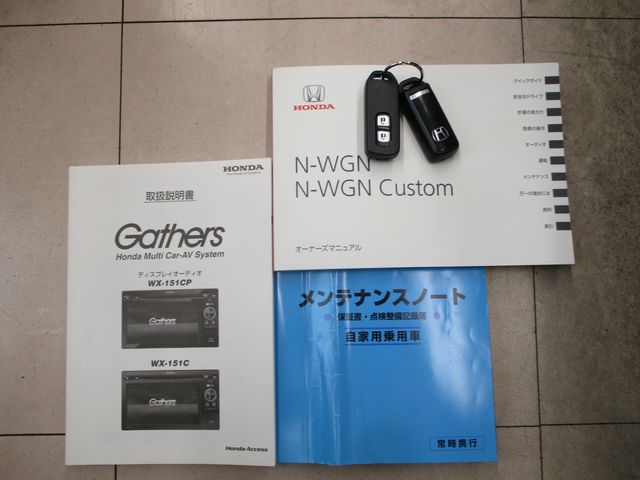 HONDA
取扱説明書
Gathers
Honda Multi Car-AV System
ディスプレイオーディオ
WX-151CP
Gathers
WX-151C
Gathers
Honda Access
HONDA
N-WGN
N-WGN Custom
オーナーズマニュアル
クイックガイド
安全なドライブ
計器の見かた
各部の操作
オーディオ
運転
メンテナンス
万一の場合には
資料
索引
メンテナンスノート
保証書・点検整備記録簿
自家用乗用車
常時携行